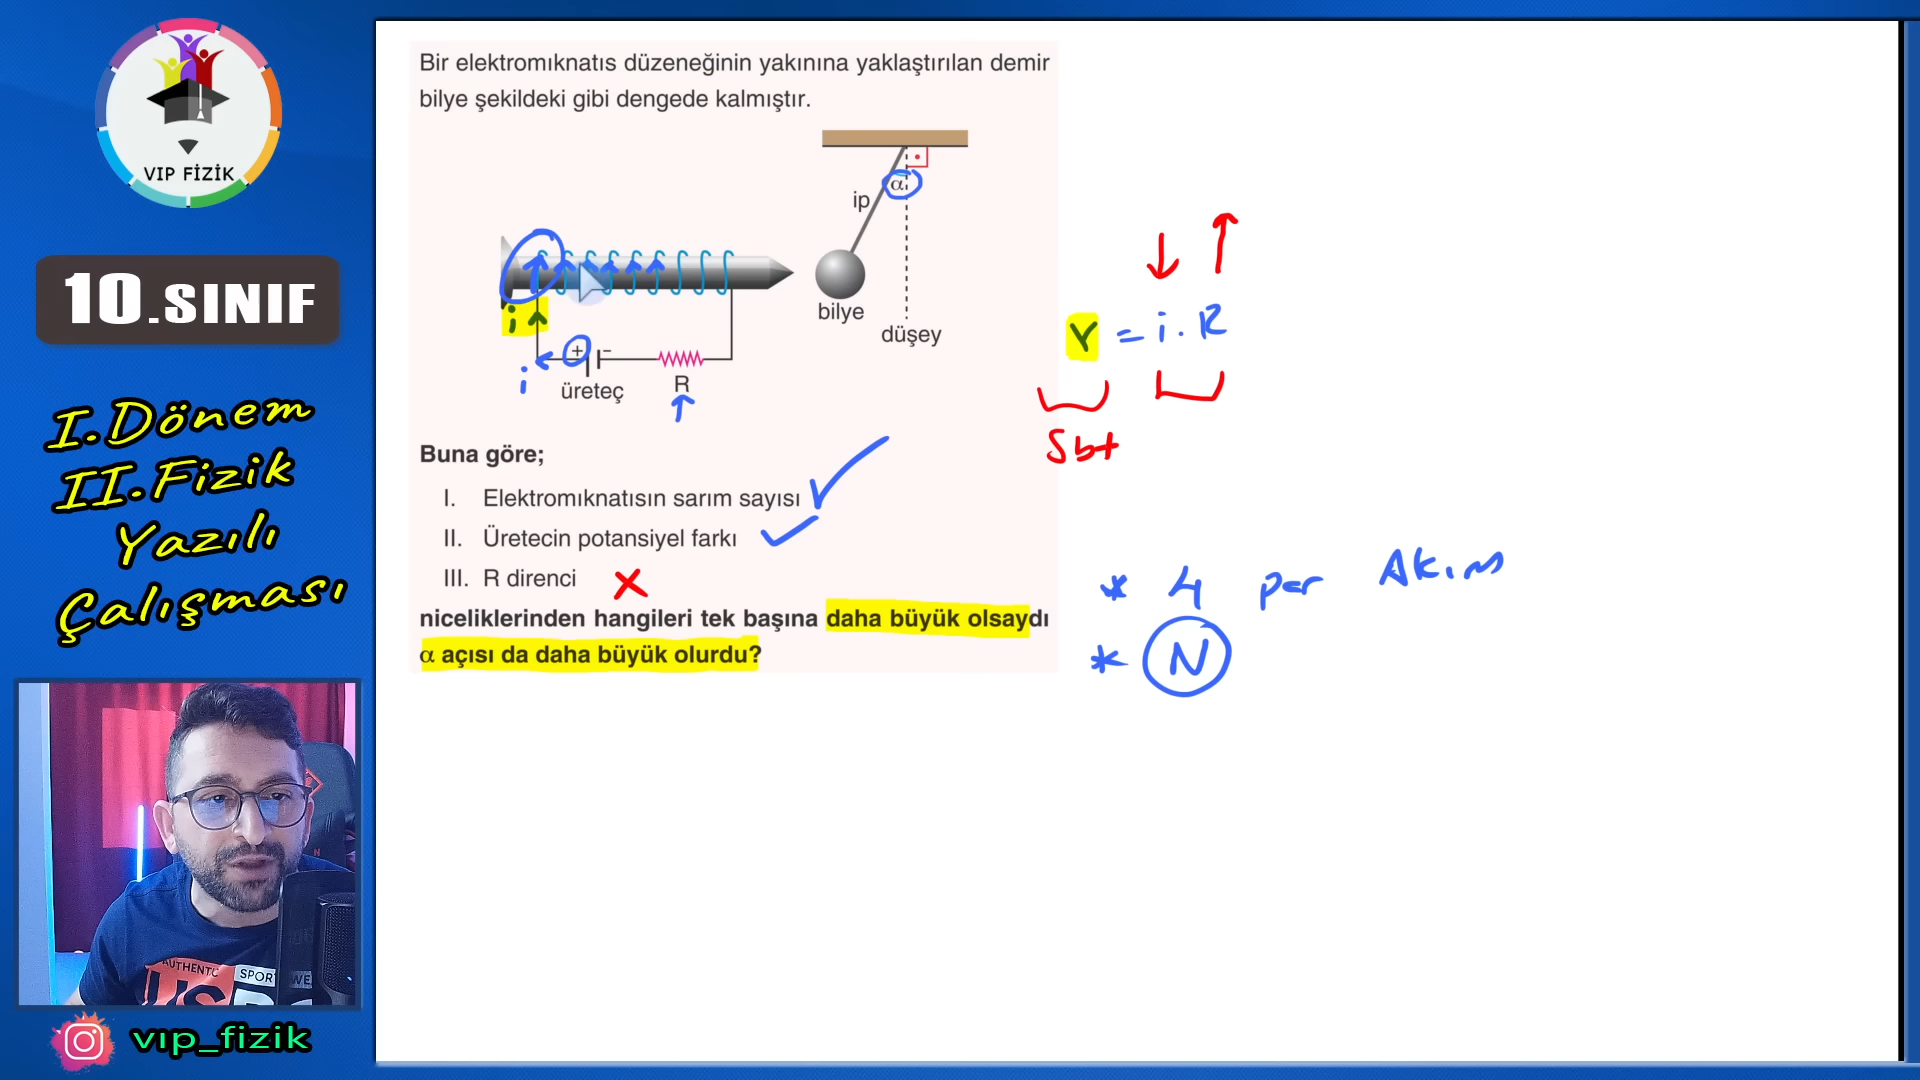 VIP FİZİK
10.SINIF
I.Dönem
II.Fizik
Yazılı
Çalışması
AUTHENTIC
SPORT
vıp_fizik
Bir elektromıknatıs düzeneğinin yakınına yaklaştırılan demir
bilye şekildeki gibi dengede kalmıştır.
α
ip
bilye
düşey
i
+ -
i
üreteç
R
V = i . R
Sbt
Buna göre;
I. Elektromıknatısın sarım sayısı
II. Üretecin potansiyel farkı
III. R direnci
niceliklerinden hangileri tek başına daha büyük olsaydı
α açısı da daha büyük olurdu?
* 4 per Akım
* N